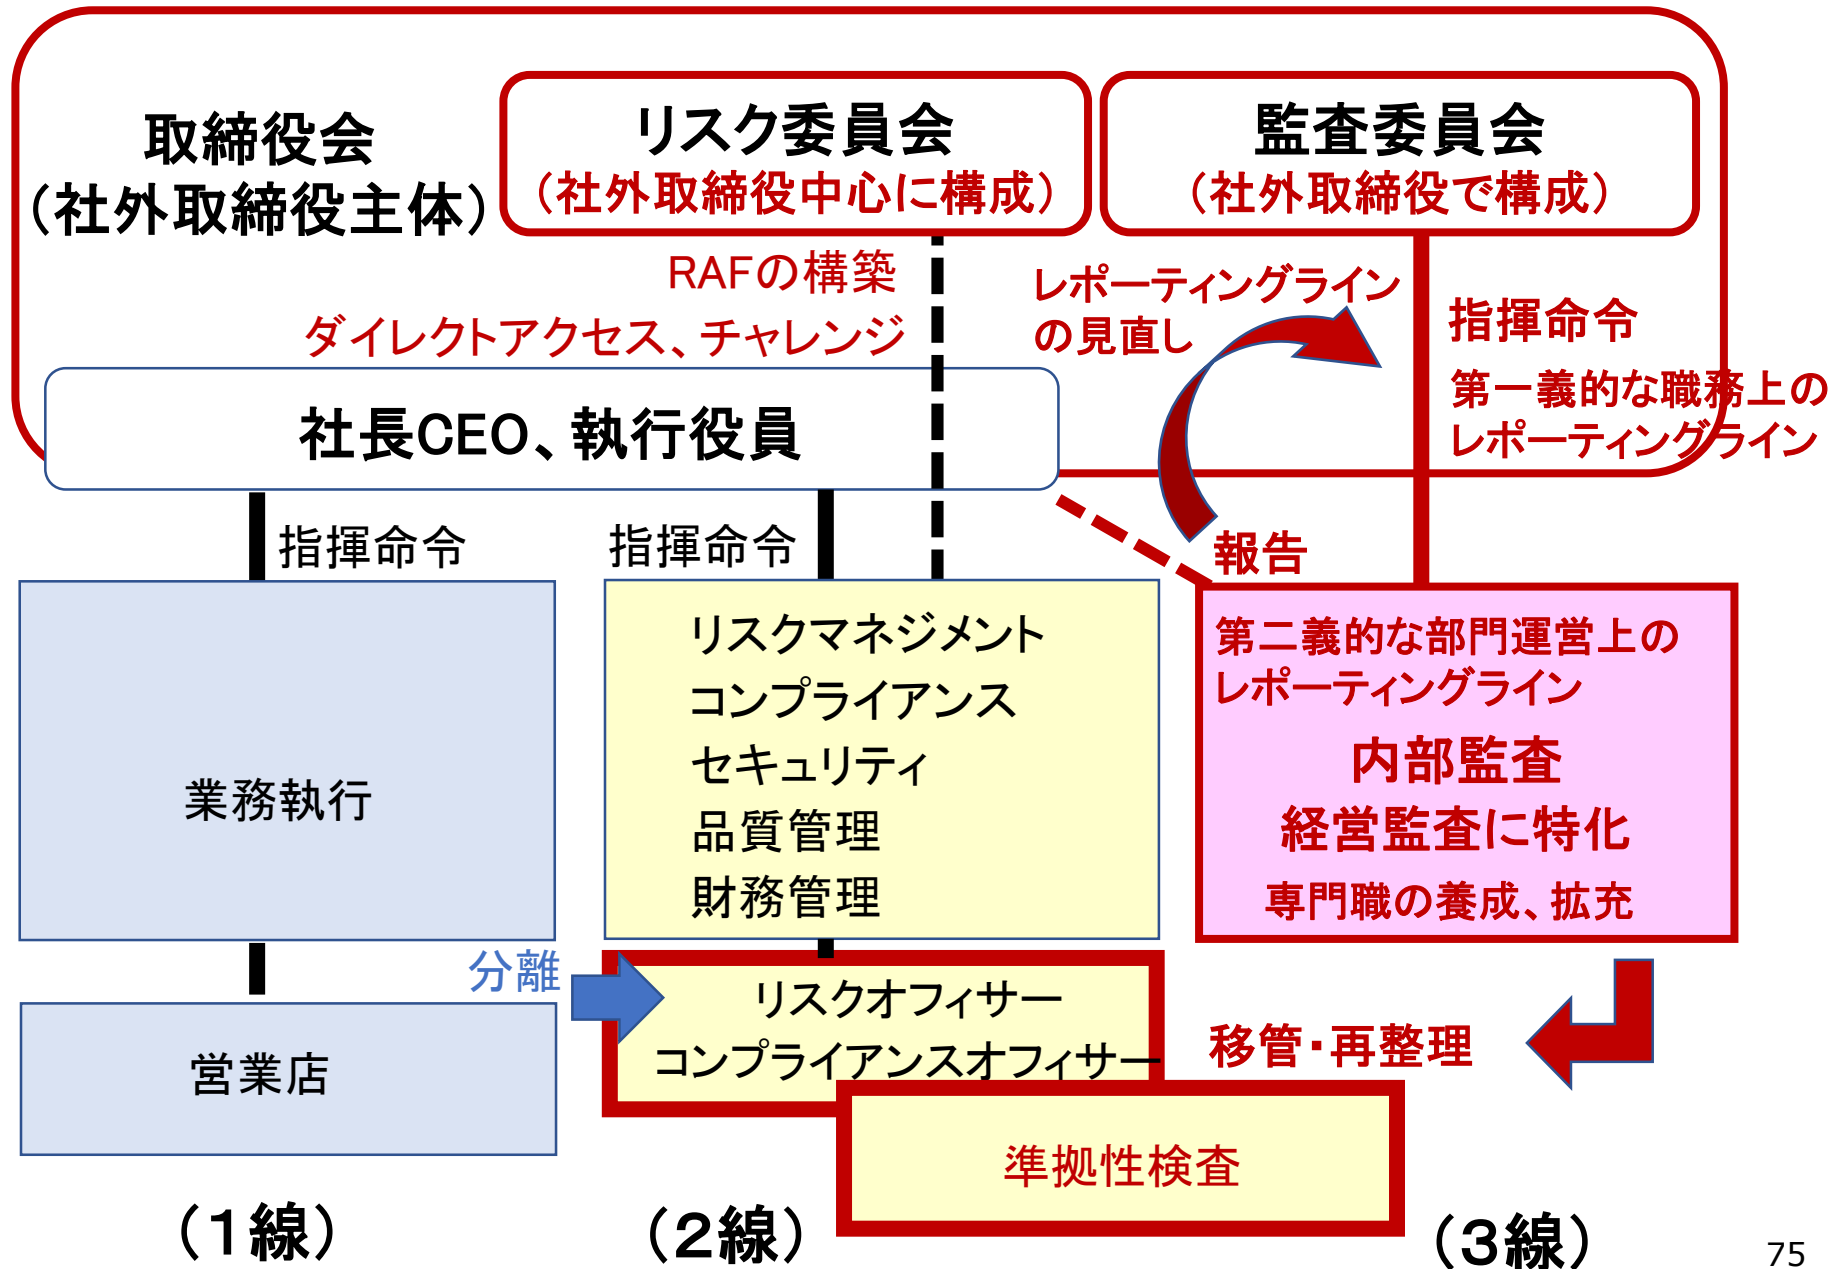 取締役会
（社外取締役主体）
リスク委員会
（社外取締役中心に構成）
監査委員会
（社外取締役で構成）
RAFの構築
ダイレクトアクセス、チャレンジ
レポーティングライン
の見直し
指揮命令
第一義的な職務上の
レポーティングライン
社長CEO、執行役員
指揮命令
指揮命令
報告
業務執行
リスクマネジメント
コンプライアンス
セキュリティ
品質管理
財務管理
第二義的な部門運営上の
レポーティングライン
内部監査
経営監査に特化
専門職の養成、拡充
分離
リスクオフィサー
コンプライアンスオフィサー
移管・再整理
営業店
準拠性検査
（1線）
（2線）
（3線）
75